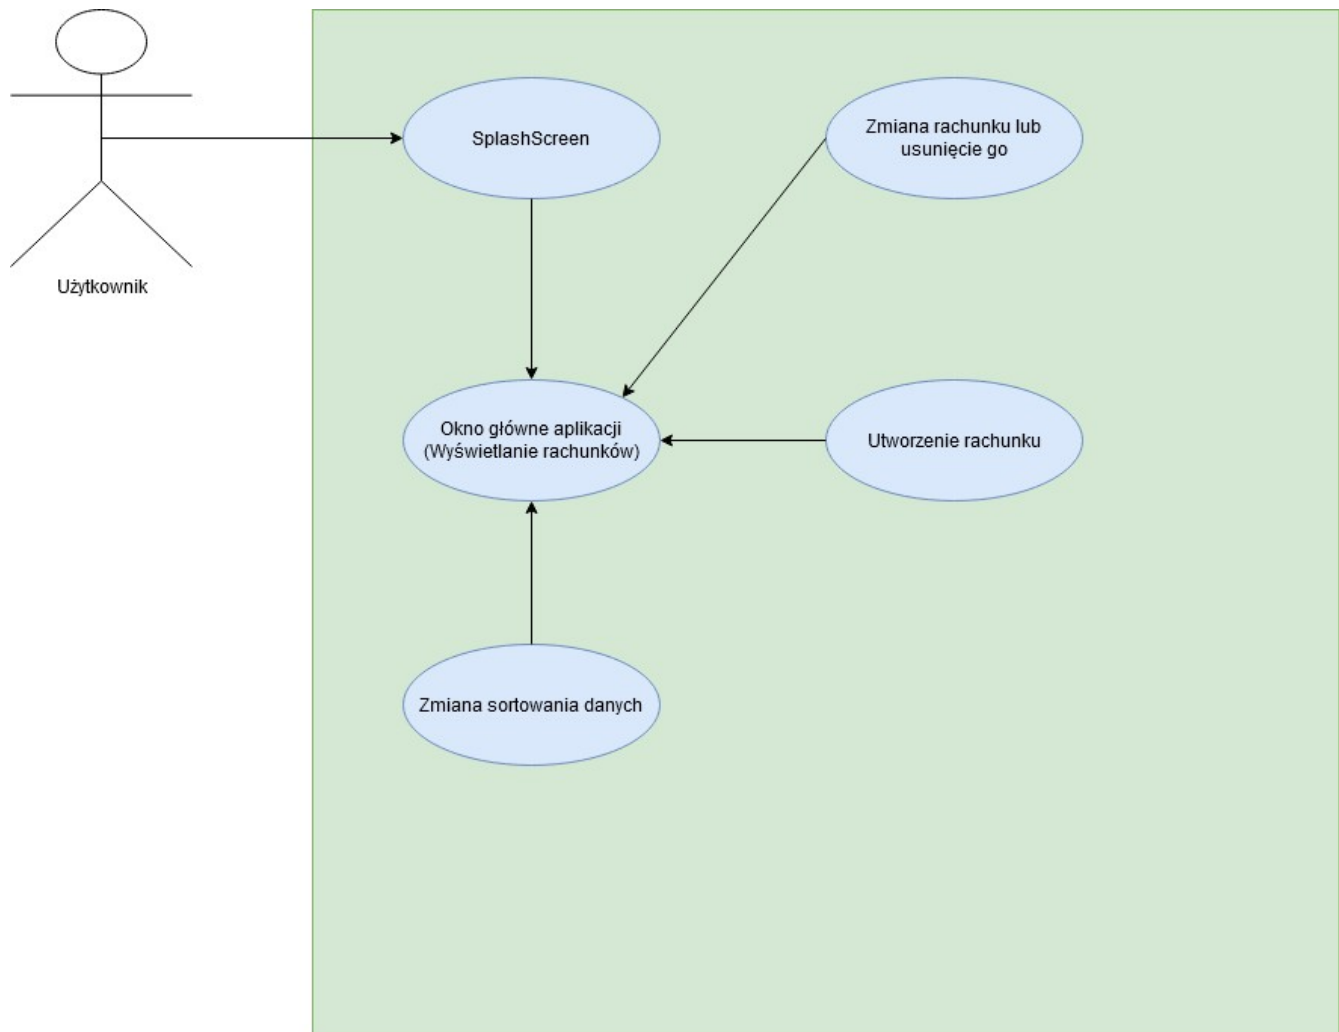 SplashScreen
Zmiana rachunku lub
usunięcie go
Użytkownik
Okno główne aplikacji
(Wyświetlanie rachunków)
Utworzenie rachunku
Zmiana sortowania danych